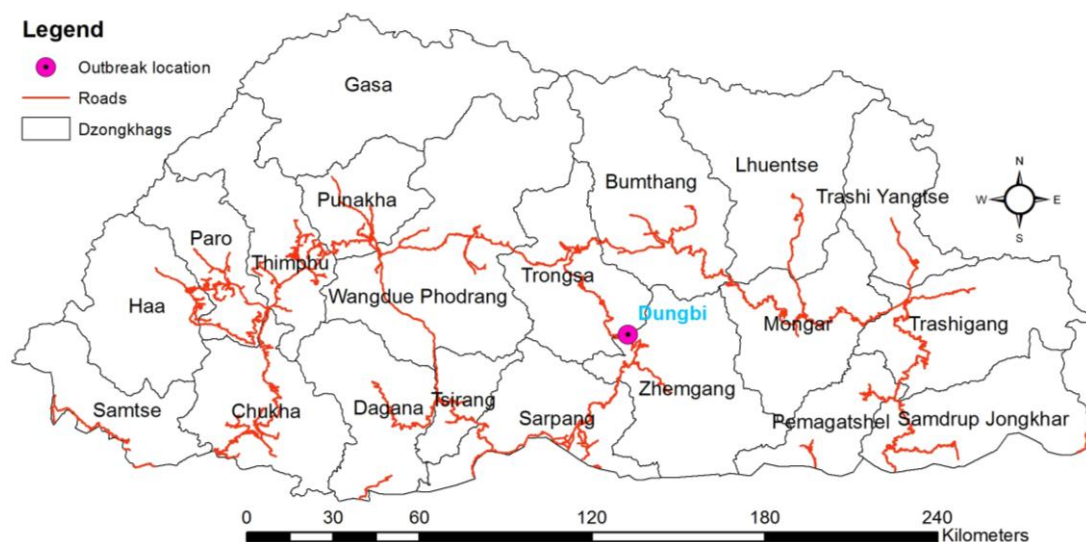 Legend
Outbreak location
Roads
Dzongkhags
Gasa
Lhuentse
Bumthang
Trashi Yangtse
N
W
E
S
Punakha
Paro
Thimphu
Trongsa
Haa
Wangdue Phodrang
Dungbi
Mongar
Trashigang
Zhemgang
Samtse
Chukha
Dagana
Tsirang
Sarpang
Pemagatshel
Samdrup Jongkhar
0 30 60 120 180 240
Kilometers